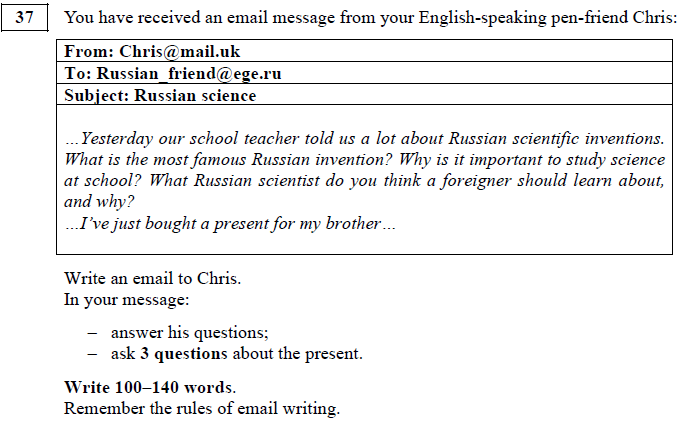 37 You have received an email message from your English-speaking pen-friend Chris:
From: Chris@mail.uk
To: Russian_friend@ege.ru
Subject: Russian science
…Yesterday our school teacher told us a lot about Russian scientific inventions.
What is the most famous Russian invention? Why is it important to study science
at school? What Russian scientist do you think a foreigner should learn about,
and why?
…I’ve just bought a present for my brother…
Write an email to Chris.
In your message:
– answer his questions;
– ask 3 questions about the present.
Write 100–140 words.
Remember the rules of email writing.